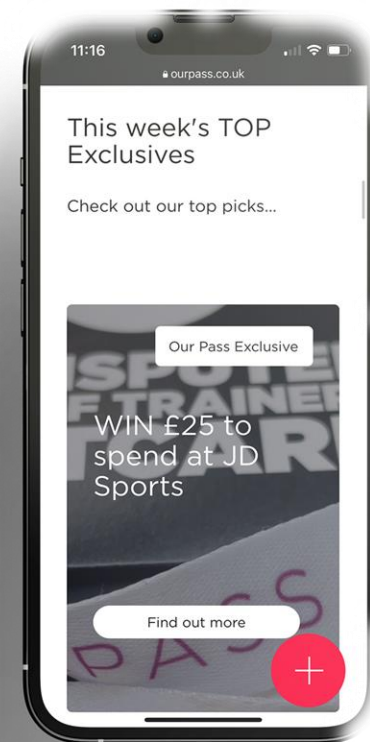 11:16
ourpass.co.uk
This week's TOP
Exclusives
Check out our top picks...
Our Pass Exclusive
WIN £25 to
spend at JD
Sports
Find out more
PASS